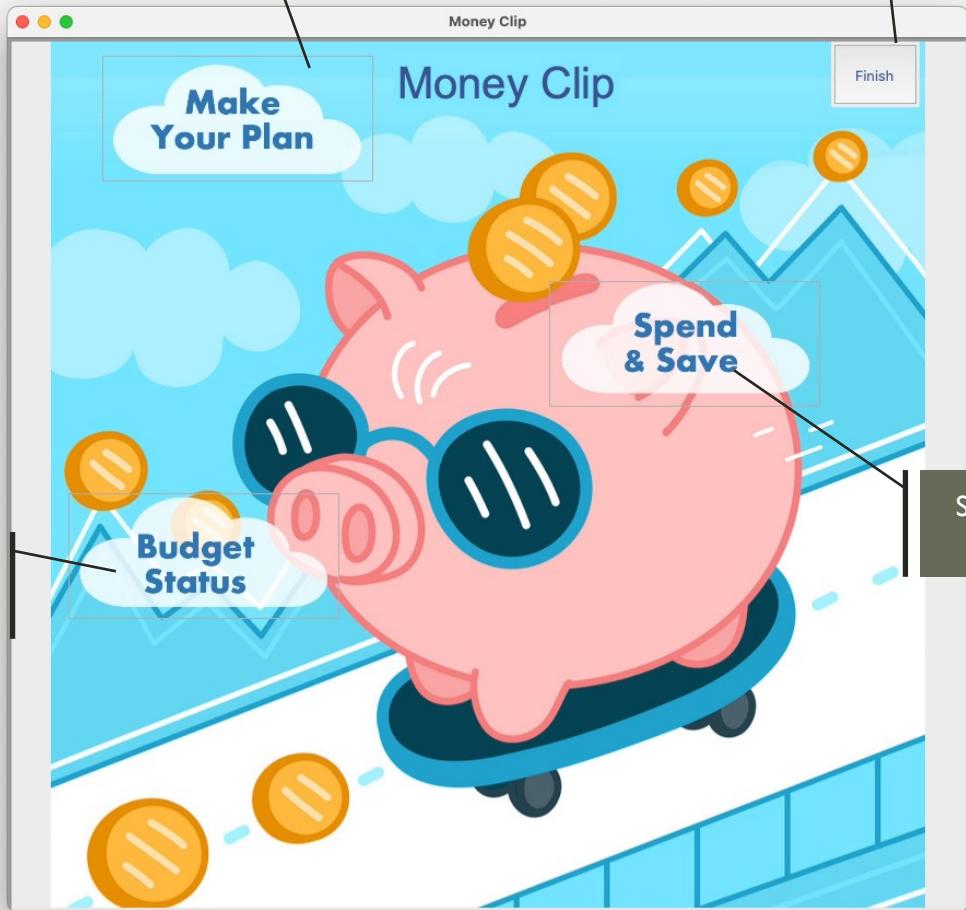 Money Clip
Make
Your Plan
Money Clip
Finish
Spend
& Save
Budget
Status